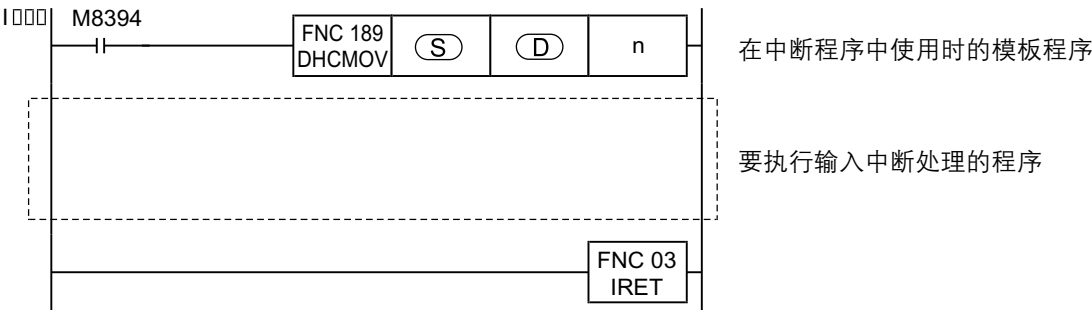 I□□□ M8394
FNC 189
DHCMOV
S D n
在中断程序中使用时的模板程序
要执行输入中断处理的程序
FNC 03
IRET